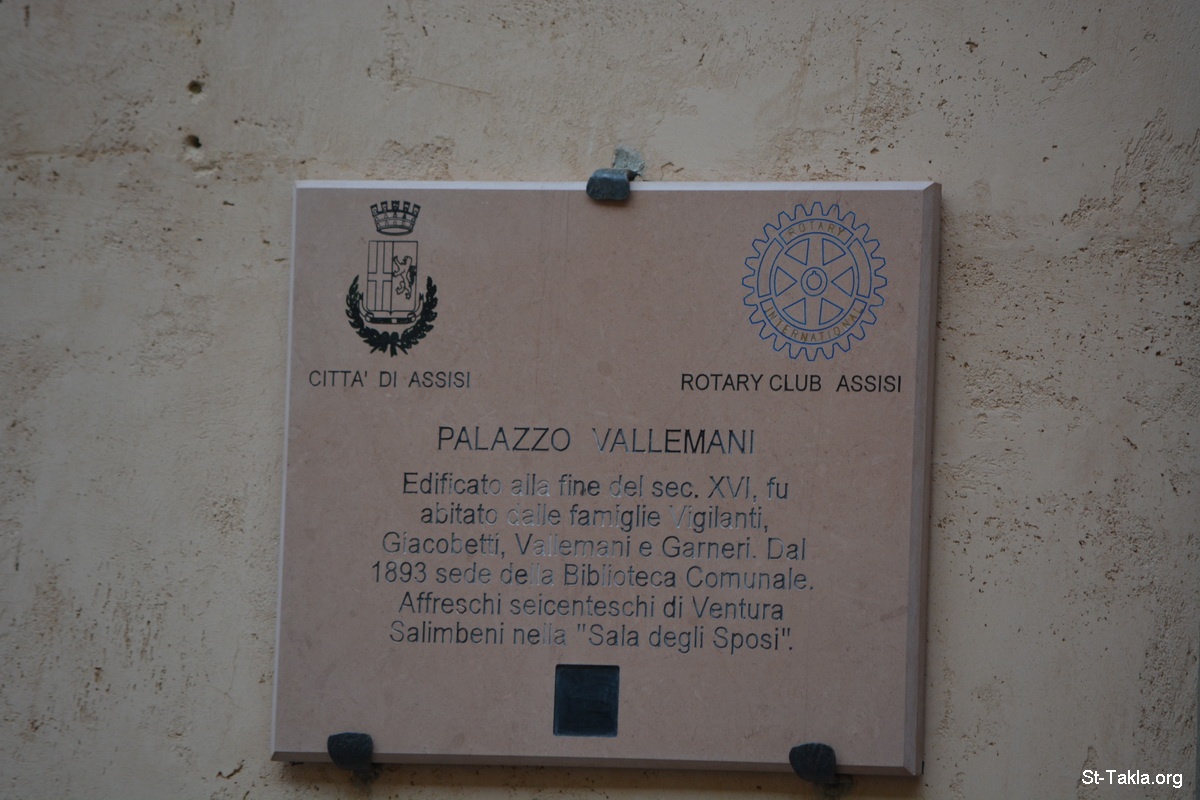 ROTARY
INTERNATIONAL
CITTA' DI ASSISI
ROTARY CLUB ASSISI
PALAZZO VALLEMANI
Edificato alla fine del sec. XVI, fu
abitato dalle famiglie Vigilanti,
Giacobetti, Vallemani e Garneri. Dal
1893 sede della Biblioteca Comunale.
Affreschi seicenteschi di Ventura
Salimbeni nella "Sala degli Sposi".
St-Takla.org